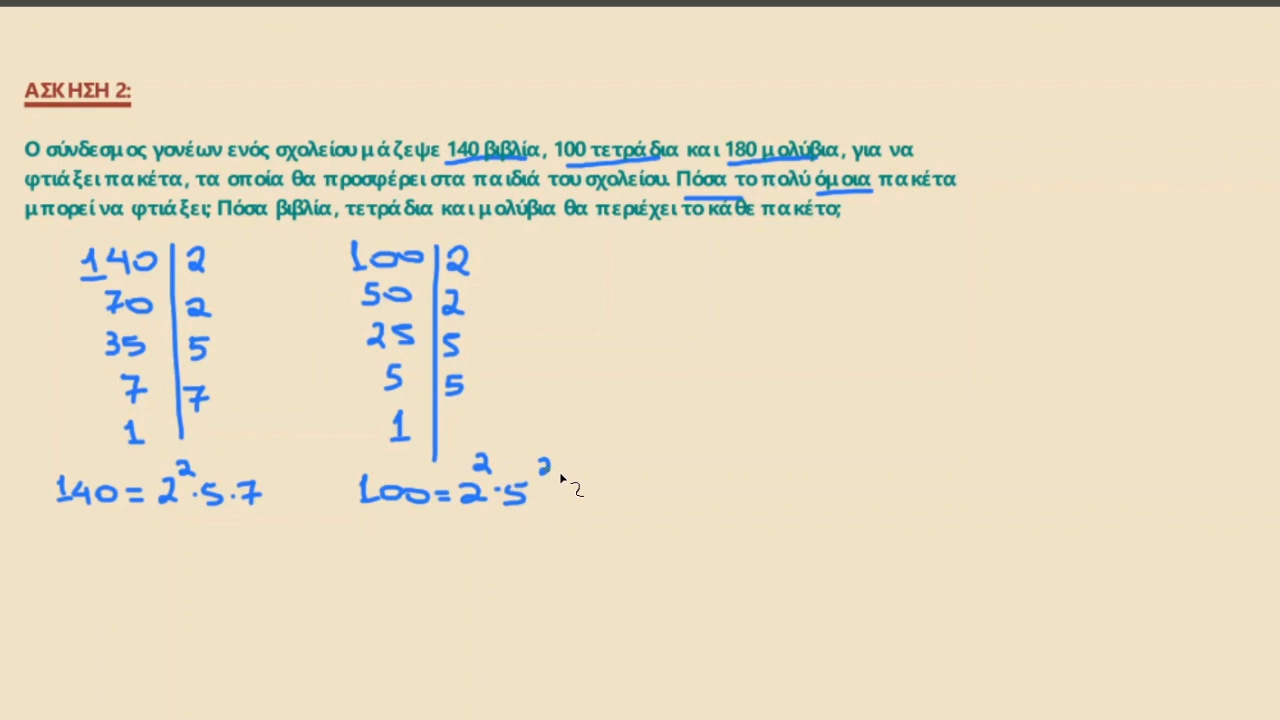 ΑΣΚΗΣΗ 2:
Ο σύνδεσμος γονέων ενός σχολείου μάζεψε 140 βιβλία, 100 τετράδια και 180 μολύβια, για να
φτιάξει πακέτα, τα οποία θα προσφέρει στα παιδιά του σχολείου. Πόσα το πολύ όμοια πακέτα
μπορεί να φτιάξει; Πόσα βιβλία, τετράδια και μολύβια θα περιέχει το κάθε πακέτο;
140 | 2
70 | 2
35 | 5
7 | 7
1 |
140 = 2² · 5 · 7
100 | 2
50 | 2
25 | 5
5 | 5
1 |
100 = 2² · 5²